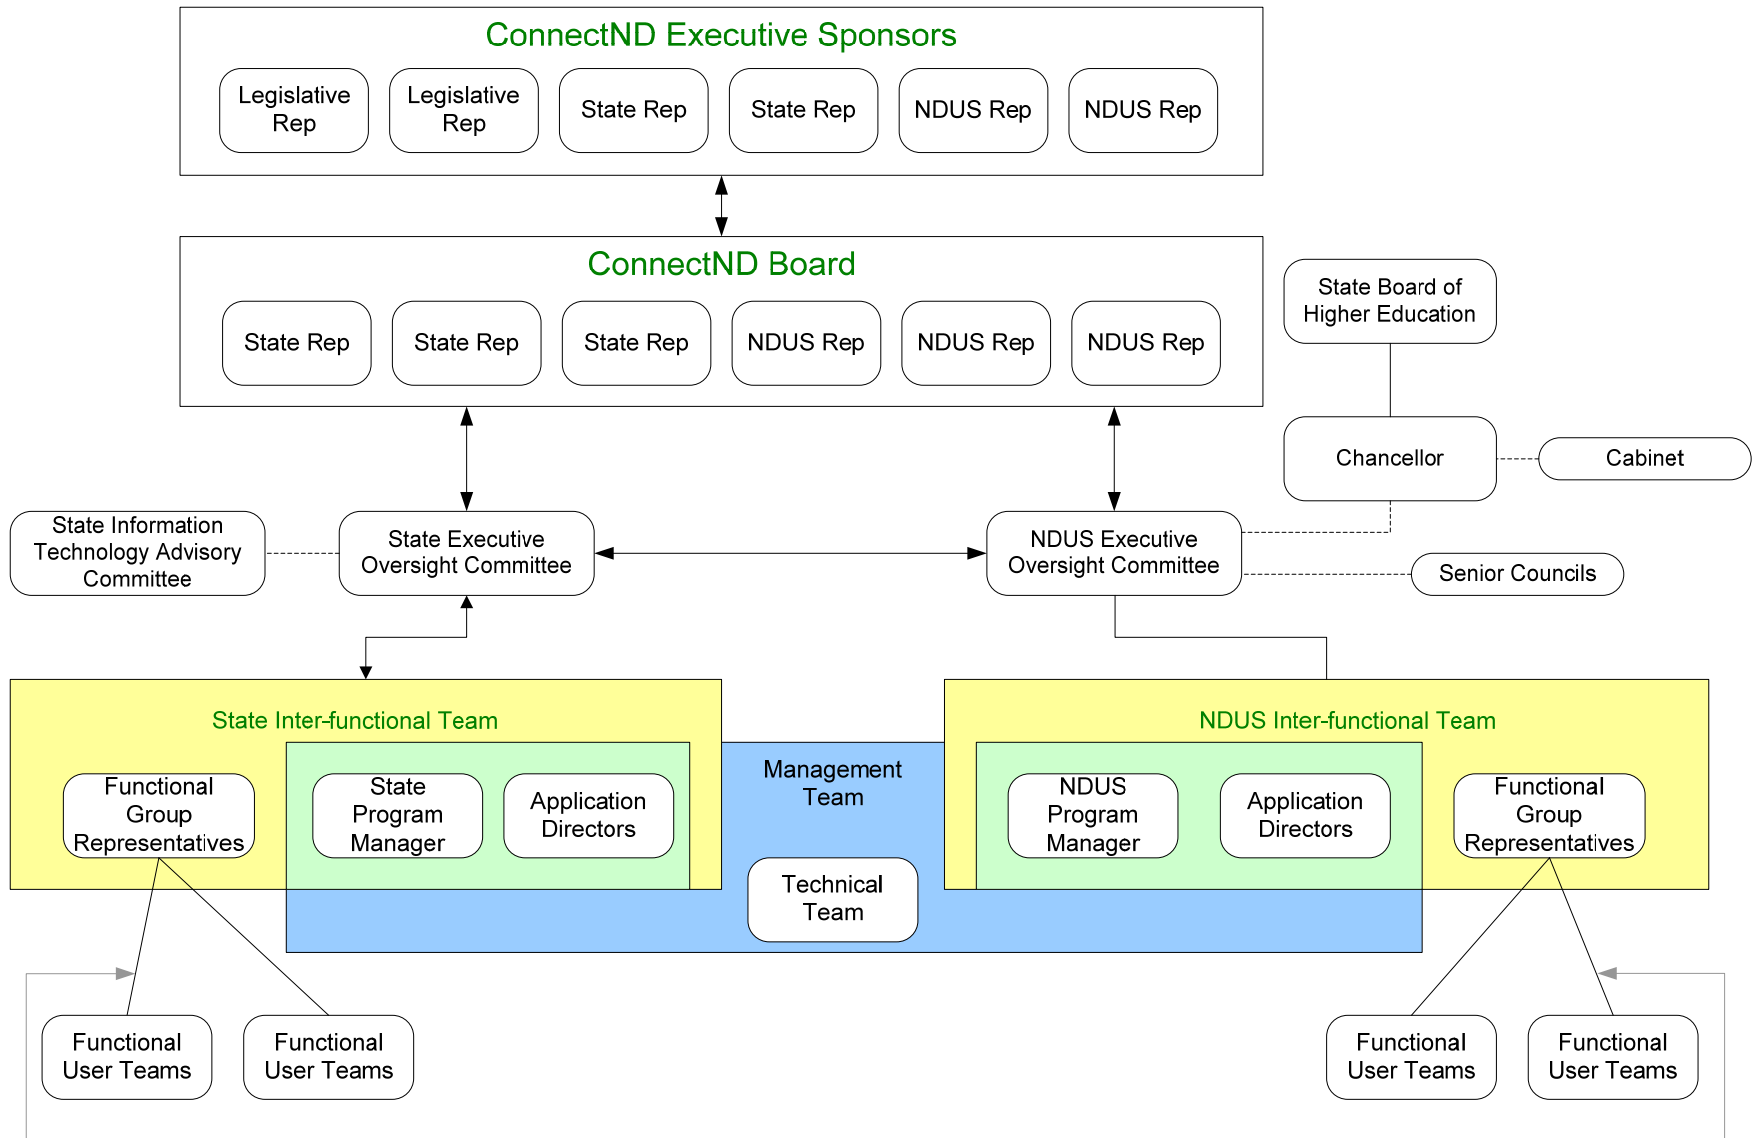 ConnectND Executive Sponsors
Legislative
Rep
Legislative
Rep
State Rep
State Rep
NDUS Rep
NDUS Rep
ConnectND Board
State Rep
State Rep
State Rep
NDUS Rep
NDUS Rep
NDUS Rep
State Board of
Higher Education
Chancellor
Cabinet
State Information
Technology Advisory
Committee
State Executive
Oversight Committee
NDUS Executive
Oversight Committee
Senior Councils
State Inter-functional Team
Functional
Group
Representatives
State
Program
Manager
Application
Directors
Management
Team
Technical
Team
NDUS Inter-functional Team
NDUS
Program
Manager
Application
Directors
Functional
Group
Representatives
Functional
User Teams
Functional
User Teams
Functional
User Teams
Functional
User Teams